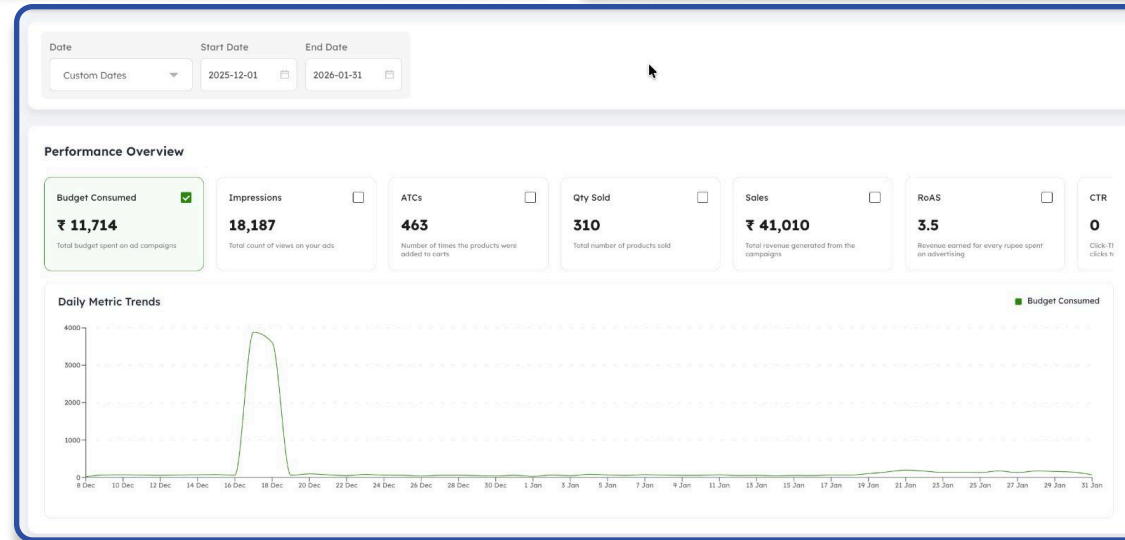 Date Start Date End Date
Custom Dates 2025-12-01 2026-01-31
Performance Overview
Budget Consumed
₹ 11,714
Total budget spent on ad campaigns
Impressions
18,187
Total count of views on your ads
ATCs
463
Number of times the products were
added to carts
Qty Sold
310
Total number of products sold
Sales
₹ 41,010
Total revenue generated from the
campaigns
RoAS
3.5
Revenue earned for every rupee spent
on advertising
CTR
0
clicks
Daily Metric Trends
Budget Consumed
4000
3000
2000
1000
0
8 Dec 10 Dec 12 Dec 14 Dec 16 Dec 18 Dec 20 Dec 22 Dec 24 Dec 26 Dec 28 Dec 30 Dec 1 Jan 3 Jan 5 Jan 7 Jan 9 Jan 11 Jan 13 Jan 15 Jan 17 Jan 19 Jan 21 Jan 23 Jan 25 Jan 27 Jan 29 Jan 31 Jan